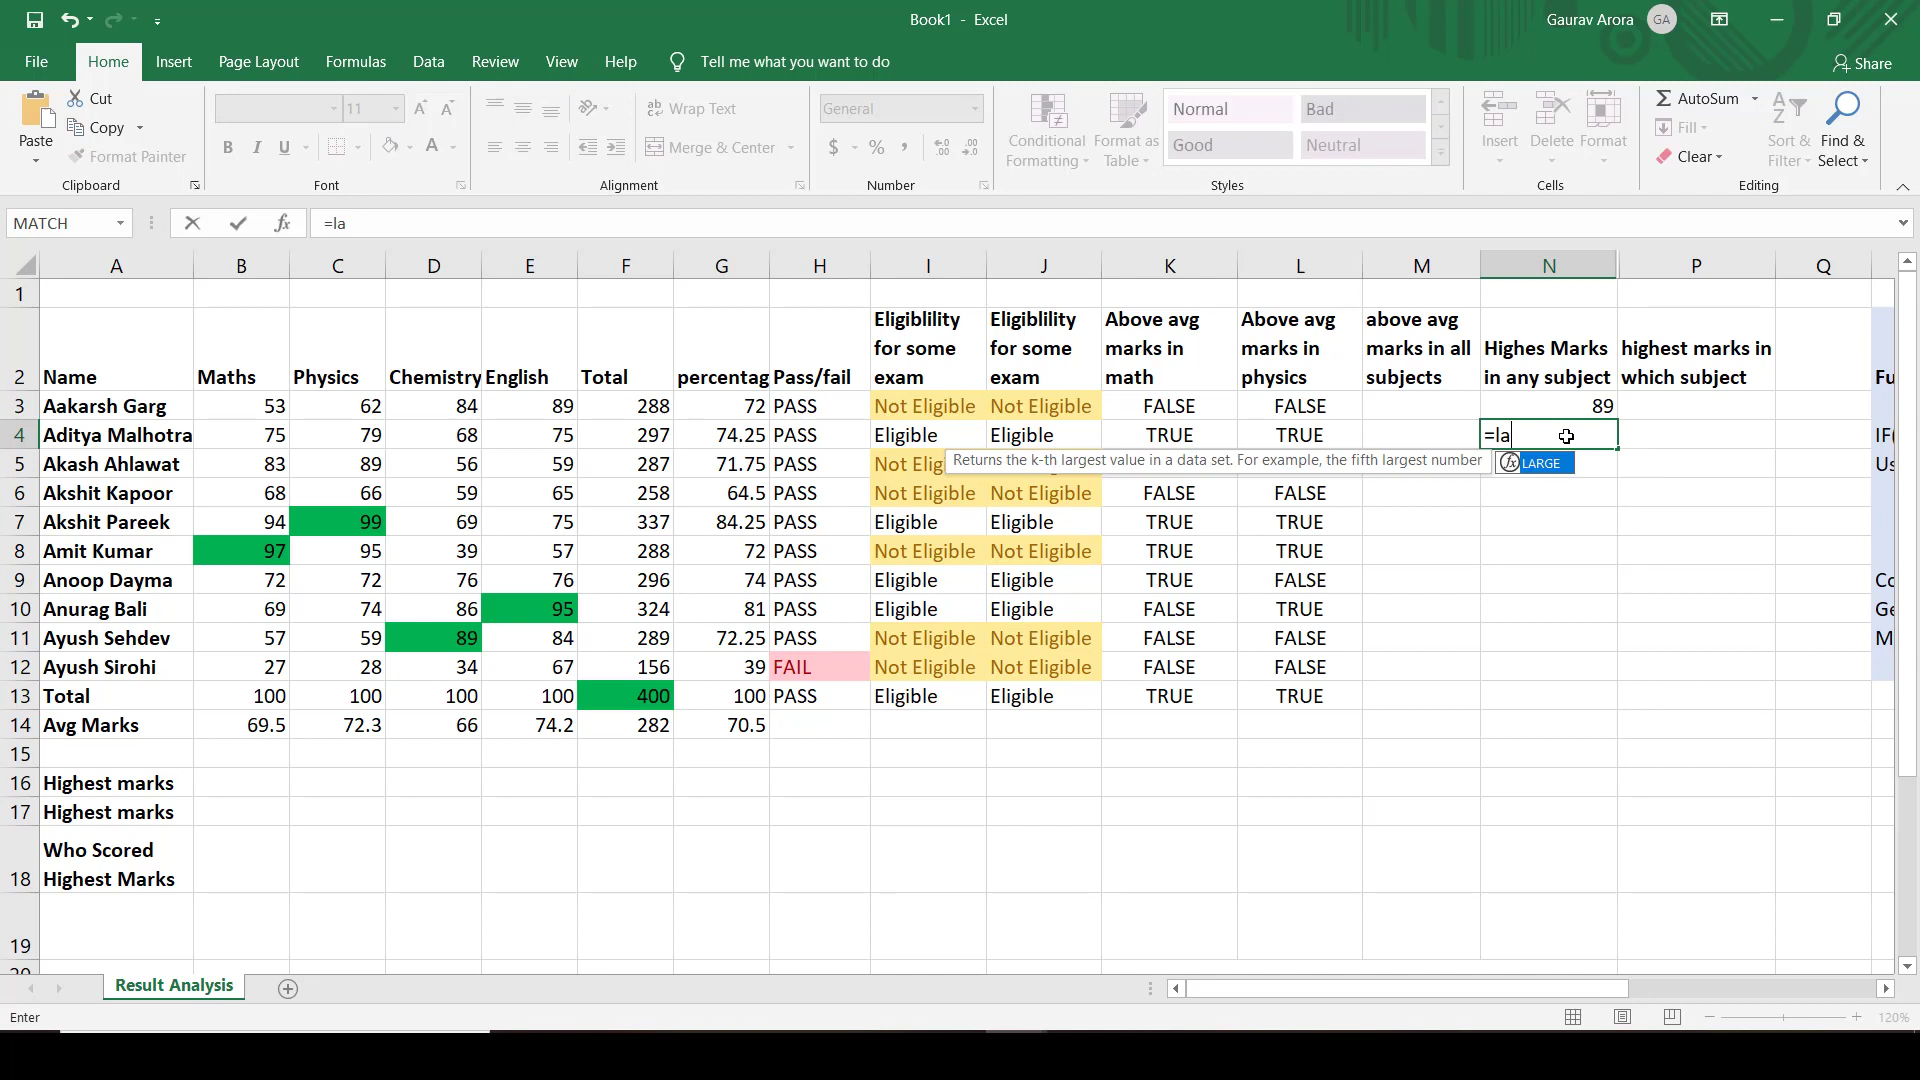 Book1 - Excel
Gaurav Arora GA
File Home Insert Page Layout Formulas Data Review View Help Tell me what you want to do Share
Paste
Cut
Copy
Format Painter
Clipboard
11
B I U
Font
Wrap Text
Merge & Center
Alignment
General
$ % ,
Number
Conditional Formatting
Format as Table
Normal Bad
Good Neutral
Styles
Insert Delete Format
Cells
AutoSum
Fill
Clear
Sort & Filter
Find & Select
Editing
MATCH fx =la
A B C D E F G H I J K L M N P Q
1
2 Name Maths Physics Chemistry English Total percentag Pass/fail Eligiblility for some exam Eligiblility for some exam Above avg marks in math Above avg marks in physics above avg marks in all subjects Highes Marks in any subject highest marks in which subject Fu
3 Aakarsh Garg 53 62 84 89 288 72 PASS Not Eligible Not Eligible FALSE FALSE 89
4 Aditya Malhotra 75 79 68 75 297 74.25 PASS Eligible Eligible TRUE TRUE =la IF(
Returns the k-th largest value in a data set. For example, the fifth largest number LARGE
5 Akash Ahlawat 83 89 56 59 287 71.75 PASS Not Elig Us
6 Akshit Kapoor 68 66 59 65 258 64.5 PASS Not Eligible Not Eligible FALSE FALSE
7 Akshit Pareek 94 99 69 75 337 84.25 PASS Eligible Eligible TRUE TRUE
8 Amit Kumar 97 95 39 57 288 72 PASS Not Eligible Not Eligible TRUE TRUE
9 Anoop Dayma 72 72 76 76 296 74 PASS Eligible Eligible TRUE FALSE Co
10 Anurag Bali 69 74 86 95 324 81 PASS Eligible Eligible FALSE TRUE Ge
11 Ayush Sehdev 57 59 89 84 289 72.25 PASS Not Eligible Not Eligible FALSE FALSE M
12 Ayush Sirohi 27 28 34 67 156 39 FAIL Not Eligible Not Eligible FALSE FALSE
13 Total 100 100 100 100 400 100 PASS Eligible Eligible TRUE TRUE
14 Avg Marks 69.5 72.3 66 74.2 282 70.5
15
16 Highest marks
17 Highest marks
18 Who Scored Highest Marks
19
Result Analysis
Enter
120%